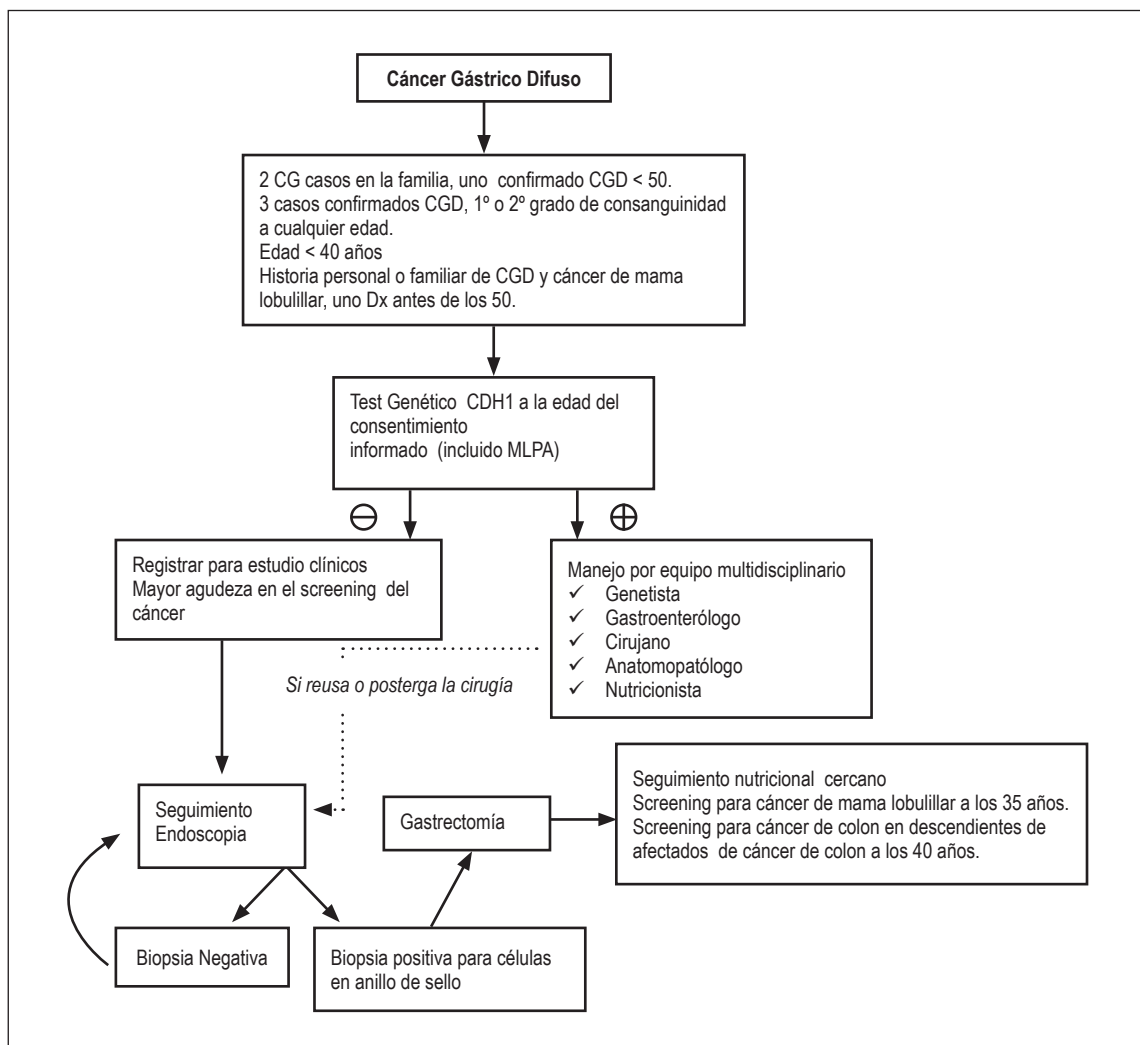 Cáncer Gástrico Difuso
2 CG casos en la familia, uno confirmado CGD < 50.
3 casos confirmados CGD, 1º o 2º grado de consanguinidad
a cualquier edad.
Edad < 40 años
Historia personal o familiar de CGD y cáncer de mama
lobulillar, uno Dx antes de los 50.
Test Genético CDH1 a la edad del
consentimiento
informado (incluido MLPA)
Registrar para estudio clínicos
Mayor agudeza en el screening del
cáncer
Manejo por equipo multidisciplinario
✓ Genetista
✓ Gastroenterólogo
✓ Cirujano
✓ Anatomopatólogo
✓ Nutricionista
Si reusa o posterga la cirugía
Seguimiento
Endoscopia
Gastrectomía
Seguimiento nutricional cercano
Screening para cáncer de mama lobulillar a los 35 años.
Screening para cáncer de colon en descendientes de
afectados de cáncer de colon a los 40 años.
Biopsia Negativa
Biopsia positiva para células
en anillo de sello